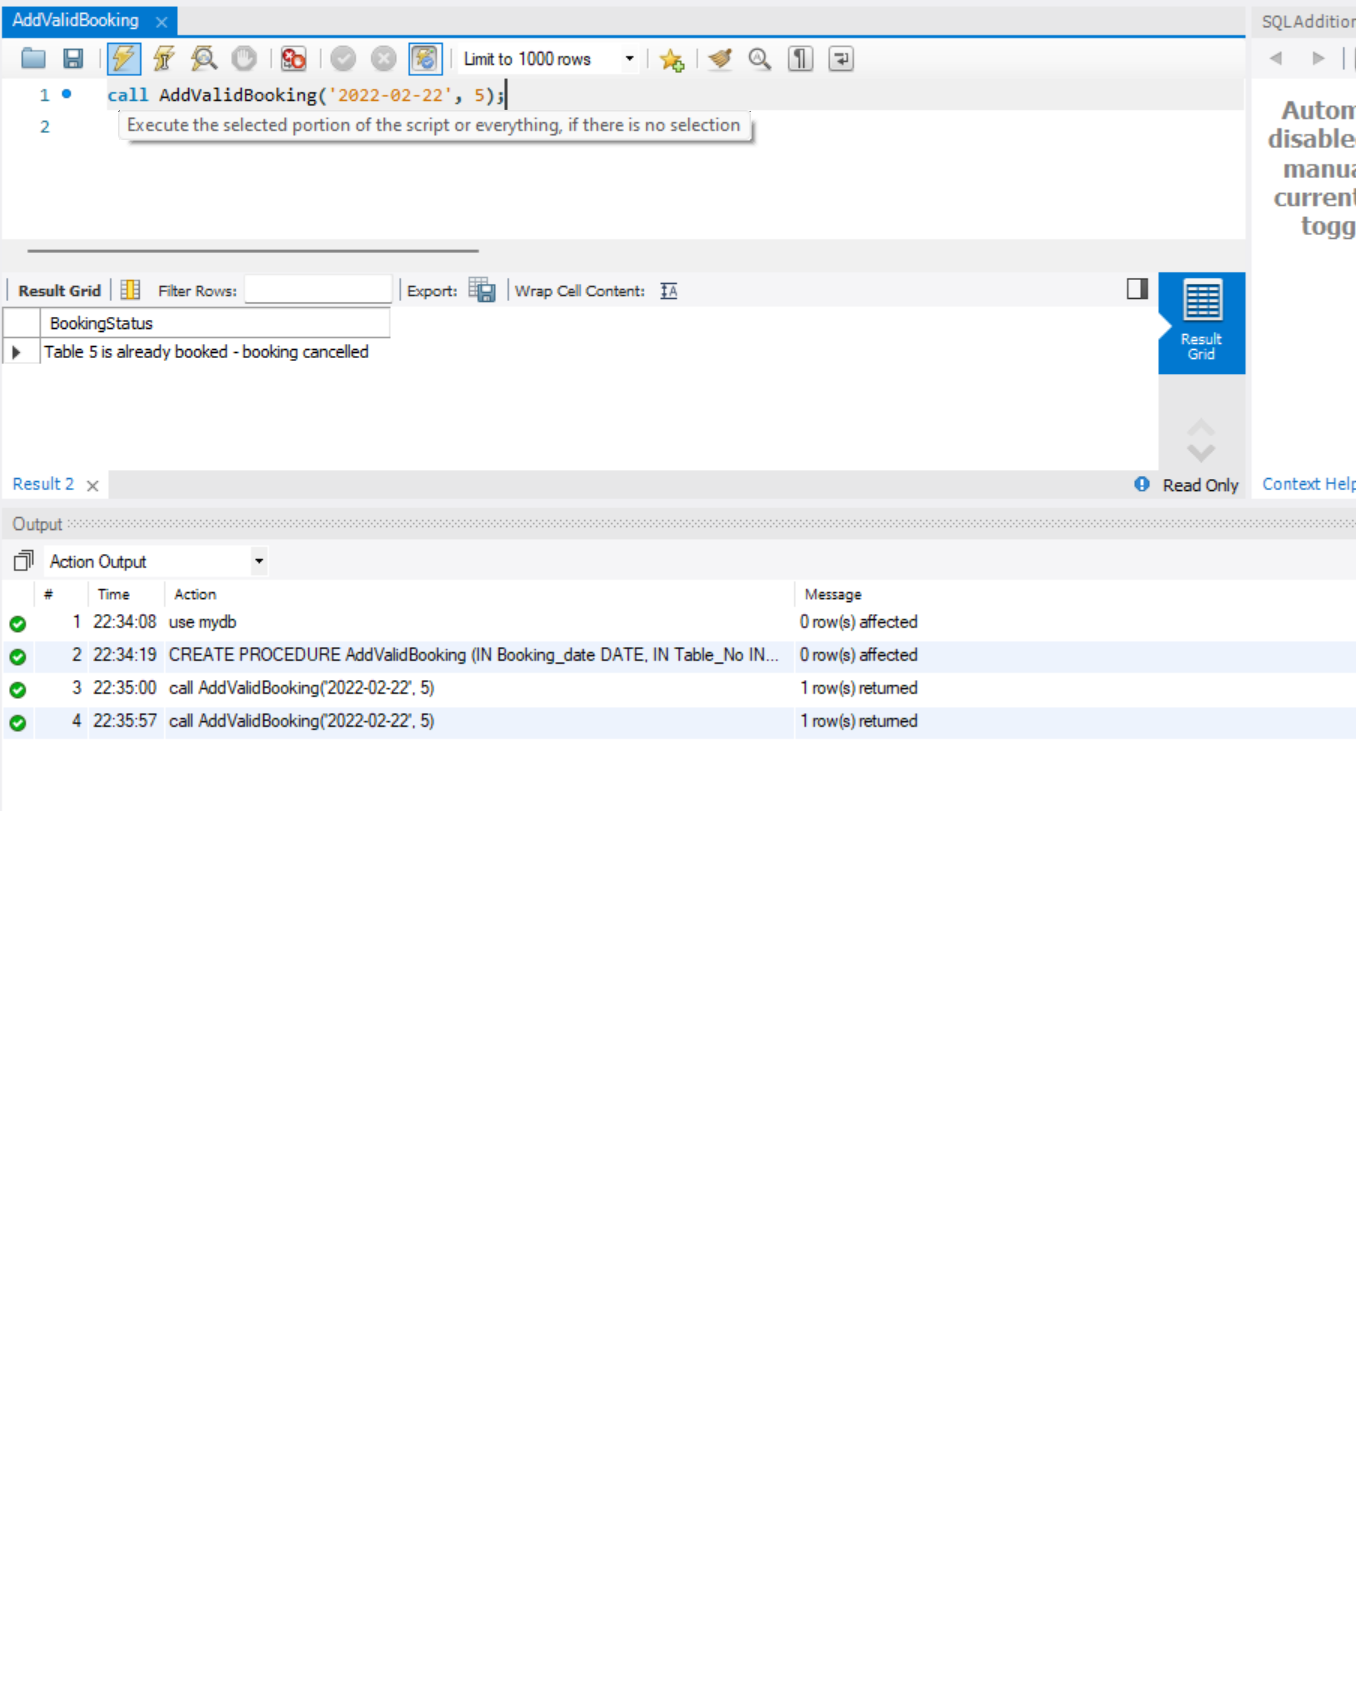 AddValidBooking
SQLAddition
Limit to 1000 rows
1 call AddValidBooking('2022-02-22', 5);
2
Execute the selected portion of the script or everything, if there is no selection
Autom
disable
manua
current
togg
Result Grid Filter Rows: Export: Wrap Cell Content:
BookingStatus
Table 5 is already booked - booking cancelled
Result
Grid
Result 2
Read Only
Context Help
Output
Action Output
# Time Action Message
1 22:34:08 use mydb 0 row(s) affected
2 22:34:19 CREATE PROCEDURE AddValidBooking (IN Booking_date DATE, IN Table_No IN... 0 row(s) affected
3 22:35:00 call AddValidBooking('2022-02-22', 5) 1 row(s) returned
4 22:35:57 call AddValidBooking('2022-02-22', 5) 1 row(s) returned